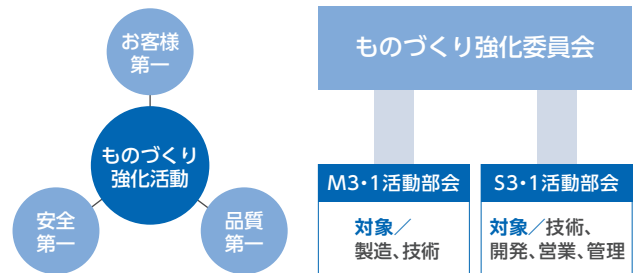 お客様
第一
ものづくり
強化活動
安全
第一
品質
第一
ものづくり強化委員会
M3・1活動部会
対象／
製造、技術
S3・1活動部会
対象／技術、
開発、営業、管理